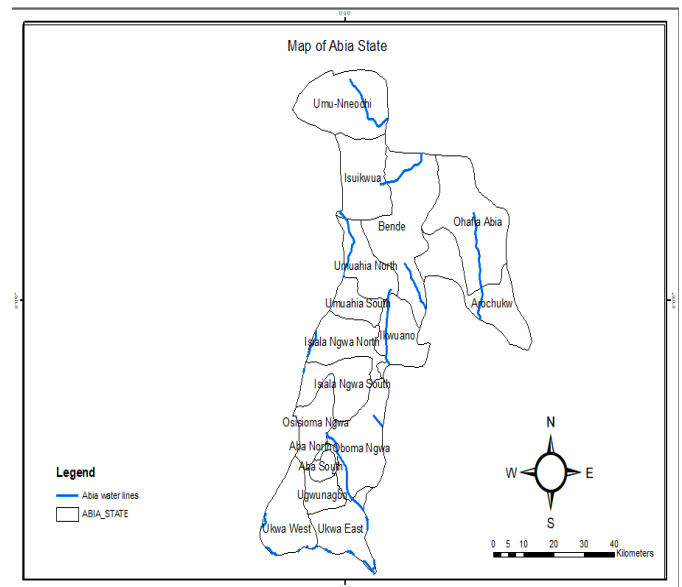 Map of Abia State
Umu-Nneochi
Isuikwua
Bende
Ohafia Abia
Umuahia North
Umuahia South
Arochukw
Ikwuano
Isiala Ngwa North
Isiala Ngwa South
Osisioma Ngwa
Aba North
Oboma Ngwa
Aba South
Ugwunagbo
Ukwa West
Ukwa East
Legend
Abia water lines
ABIA_STATE
N
W
E
S
0 5 10 20 30 40
Kilometers